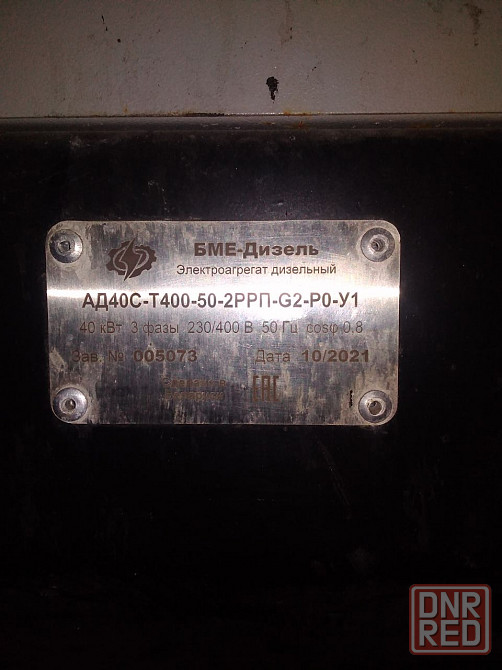 БМЕ-Дизель
Электроагрегат дизельный
АД40С-Т400-50-2РРП-G2-Р0-У1
40 кВт 3 фазы 230/400 В 50 Гц cosφ 0,8
Зав. № 005073 Дата 10/2021
ЕАС
DNR
RED